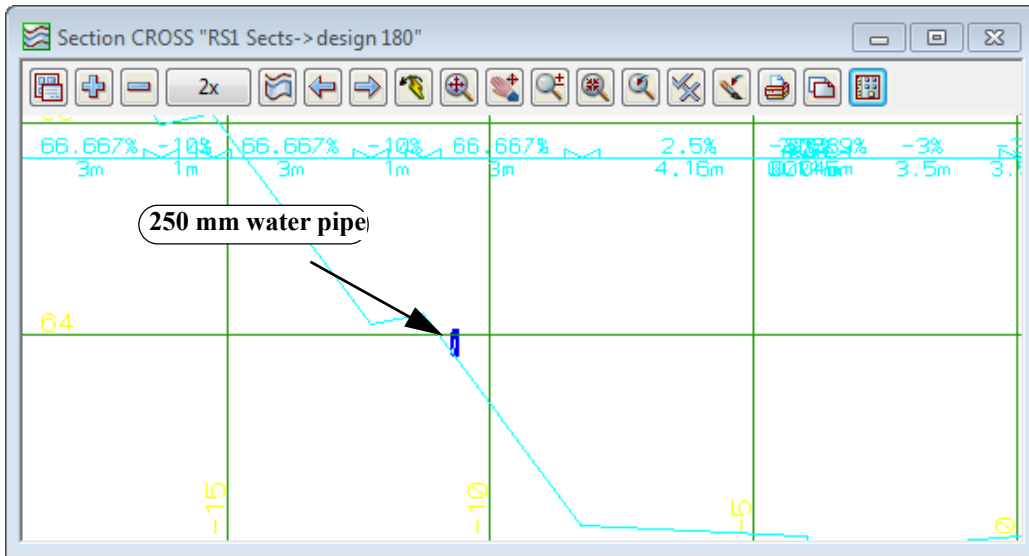 Section CROSS "RS1 Sects->design 180"
2x
66.667% -10% 66.667% -10% 66.667% 2.5% -3%
3m 1m 3m 1m 3m 4.16m 3.5m
250 mm water pipe
64
-15 -10 -5 0